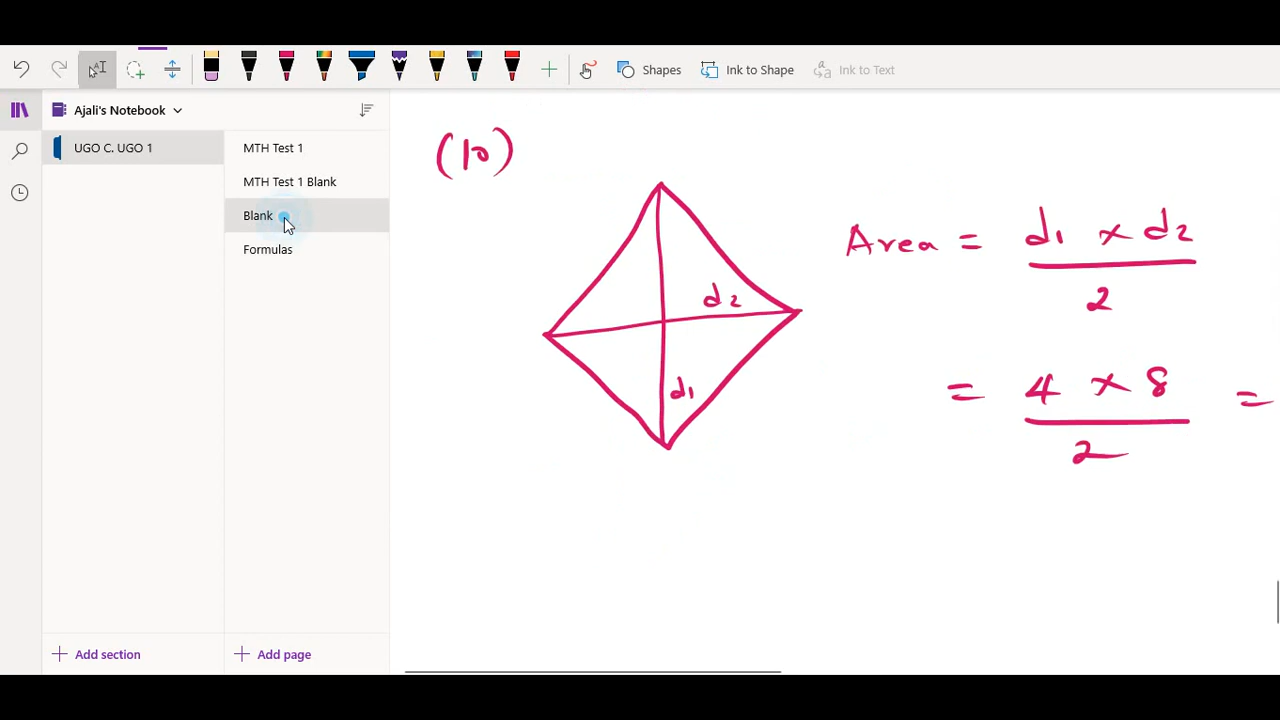 Shapes
Ink to Shape
Ink to Text
Ajali's Notebook
UGO C. UGO 1
MTH Test 1
MTH Test 1 Blank
Blank
Formulas
Add section
Add page
(10)
d2
d1
Area = d1 × d2
2
= 4 × 8 =
2